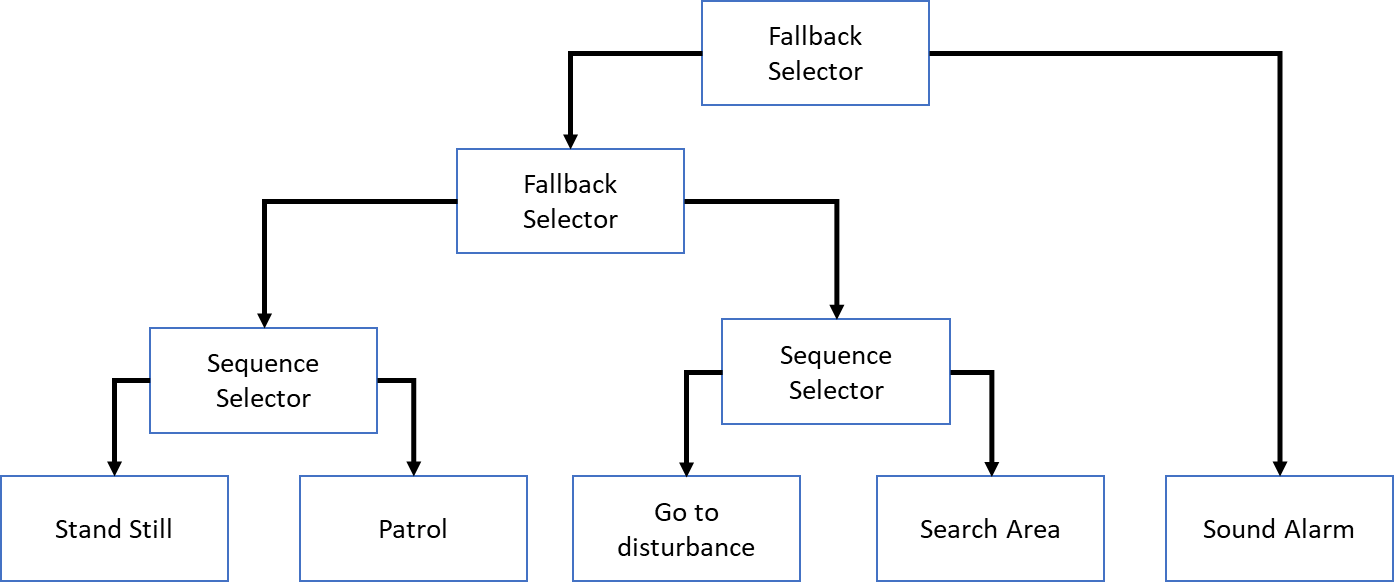 Fallback
Selector
Fallback
Selector
Sequence
Selector
Sequence
Selector
Stand Still
Patrol
Go to
disturbance
Search Area
Sound Alarm